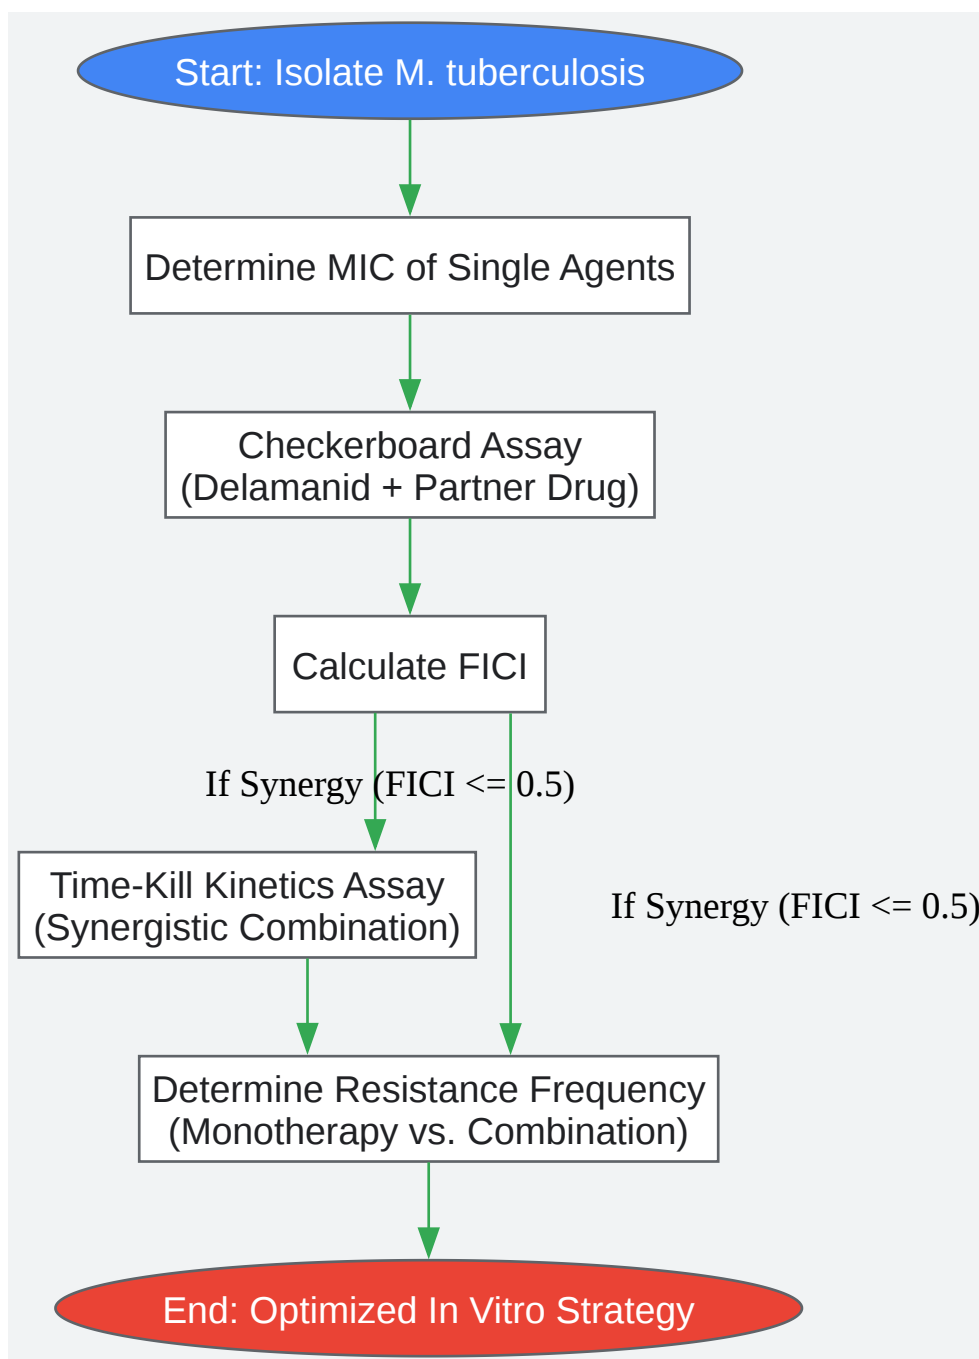 Start: Isolate M. tuberculosis
Determine MIC of Single Agents
Checkerboard Assay
(Delamanid + Partner Drug)
Calculate FICI
If Synergy (FICI <= 0.5)
Time-Kill Kinetics Assay
(Synergistic Combination)
If Synergy (FICI <= 0.5)
Determine Resistance Frequency
(Monotherapy vs. Combination)
End: Optimized In Vitro Strategy